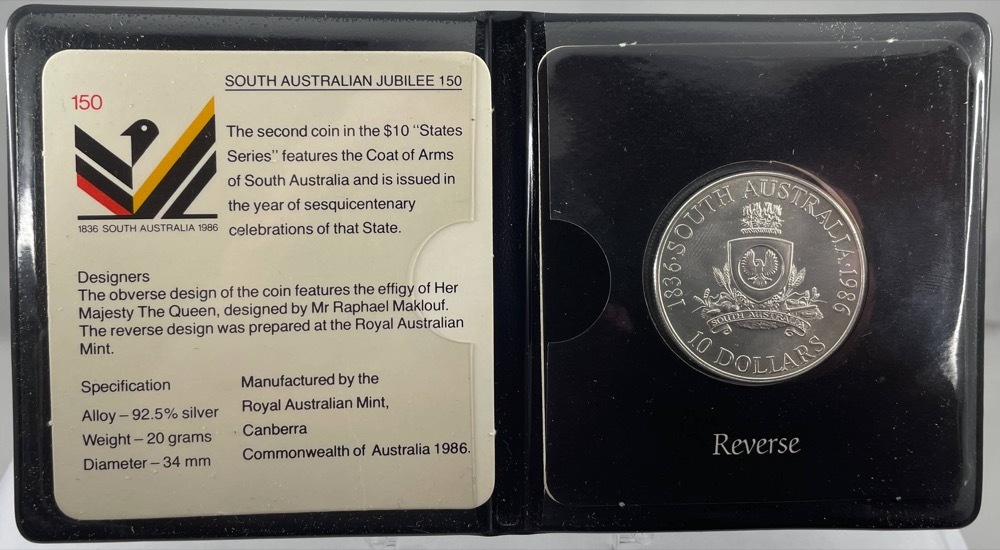 150
1836 SOUTH AUSTRALIA 1986
SOUTH AUSTRALIAN JUBILEE 150
The second coin in the $10 "States
Series" features the Coat of Arms
of South Australia and is issued in
the year of sesquicentenary
celebrations of that State.
Designers
The obverse design of the coin features the effigy of Her
Majesty The Queen, designed by Mr Raphael Maklouf.
The reverse design was prepared at the Royal Australian
Mint.
Specification
Alloy – 92.5% silver
Weight – 20 grams
Diameter – 34 mm
Manufactured by the
Royal Australian Mint,
Canberra
Commonwealth of Australia 1986.
1836·SOUTH AUSTRALIA·1986
SOUTH AUSTRALIA
10 DOLLARS
Reverse